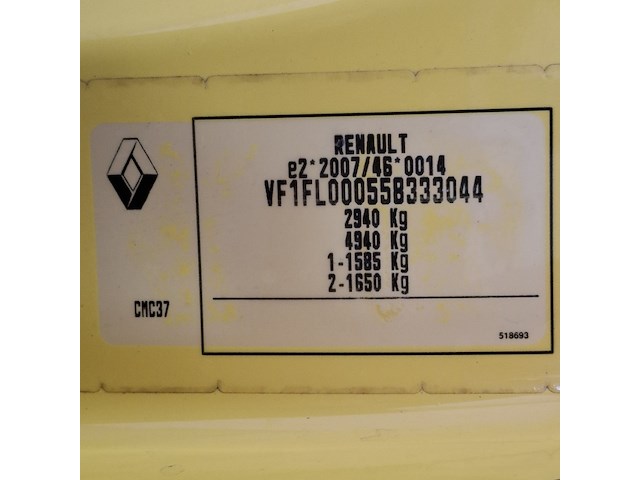 RENAULT
e2*2007/46*0014
VF1FL000558333044
2940 Kg
4940 Kg
1-1585 Kg
2-1650 Kg
CMC37
518693